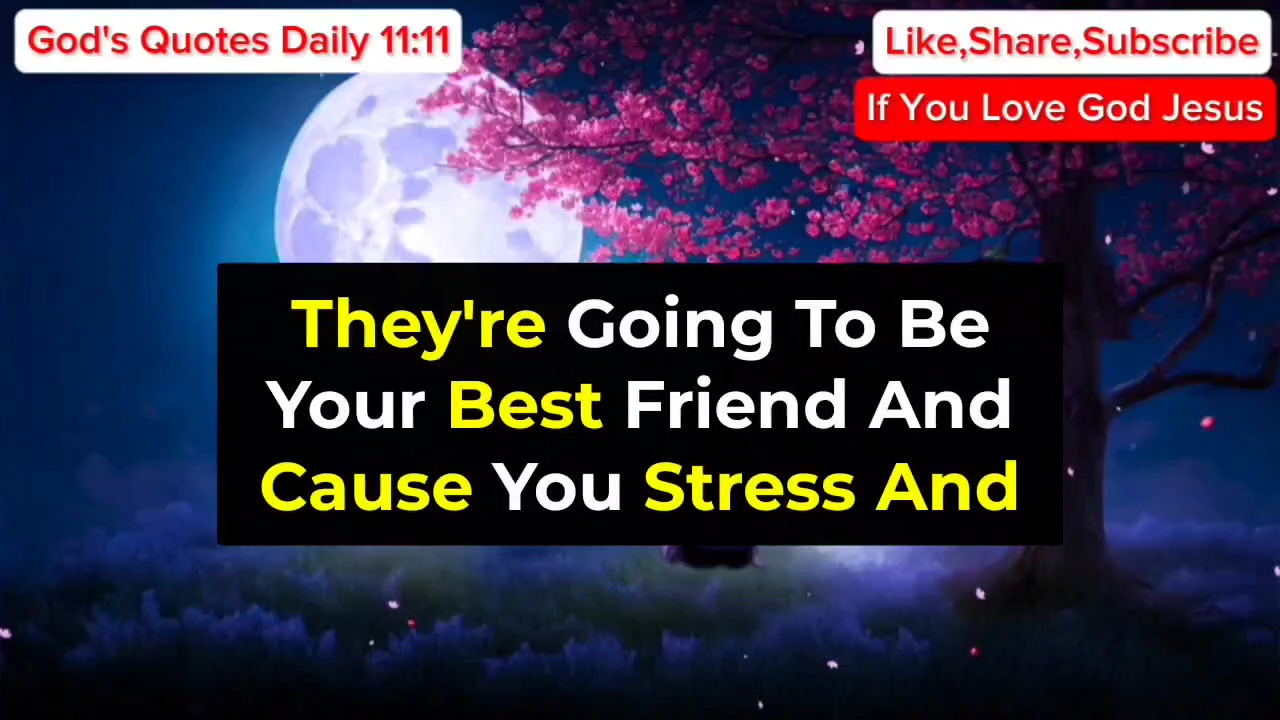 God's Quotes Daily 11:11
Like,Share,Subscribe
If You Love God Jesus
They're Going To Be
Your Best Friend And
Cause You Stress And